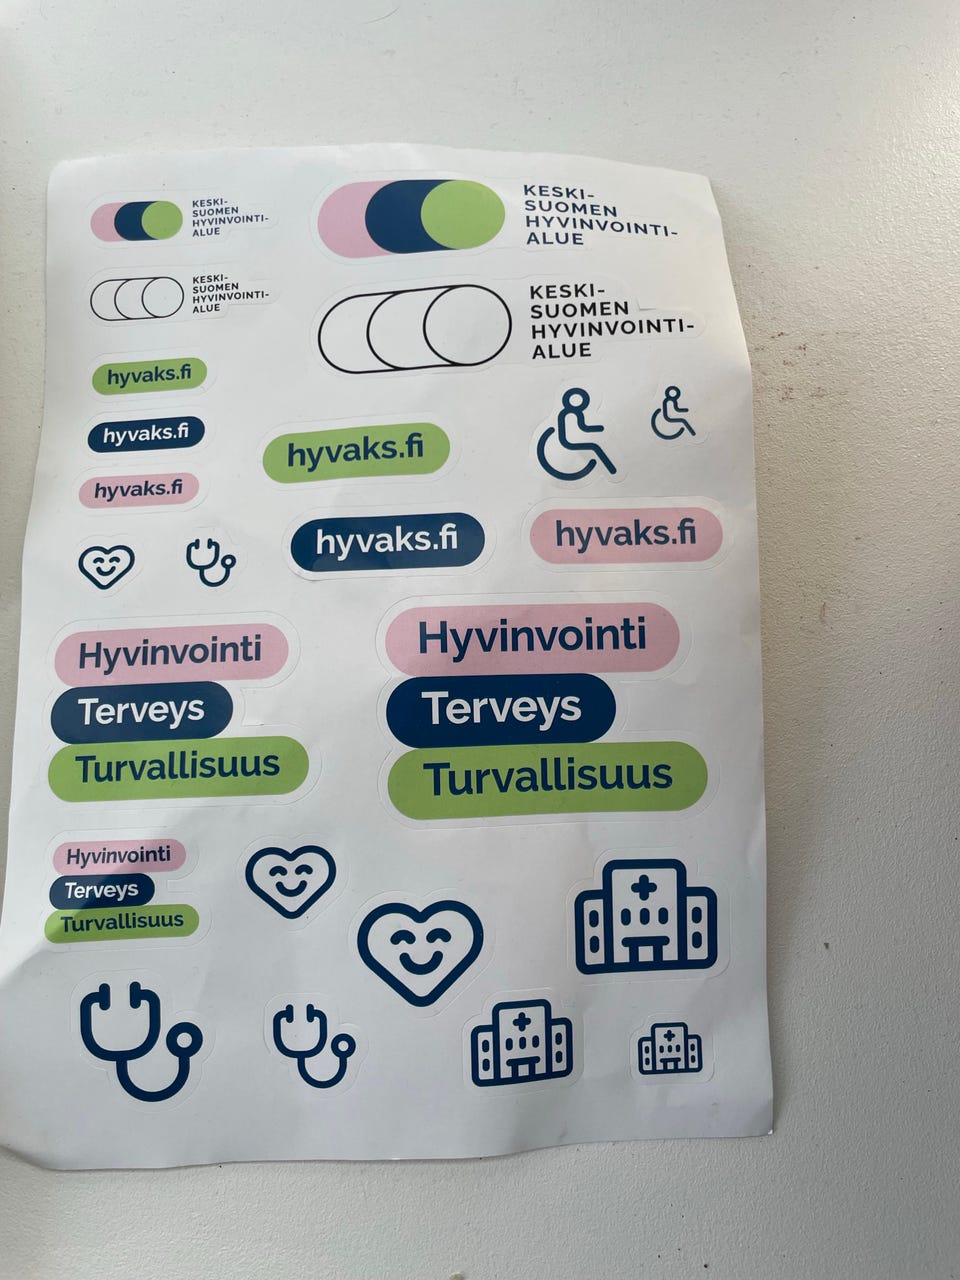 KESKI-
SUOMEN
HYVINVOINTI-
ALUE
KESKI-
SUOMEN
HYVINVOINTI-
ALUE
KESKI-
SUOMEN
HYVINVOINTI-
ALUE
KESKI-
SUOMEN
HYVINVOINTI-
ALUE
hyvaks.fi
hyvaks.fi
hyvaks.fi
hyvaks.fi
hyvaks.fi
hyvaks.fi
Hyvinvointi
Terveys
Turvallisuus
Hyvinvointi
Terveys
Turvallisuus
Hyvinvointi
Terveys
Turvallisuus